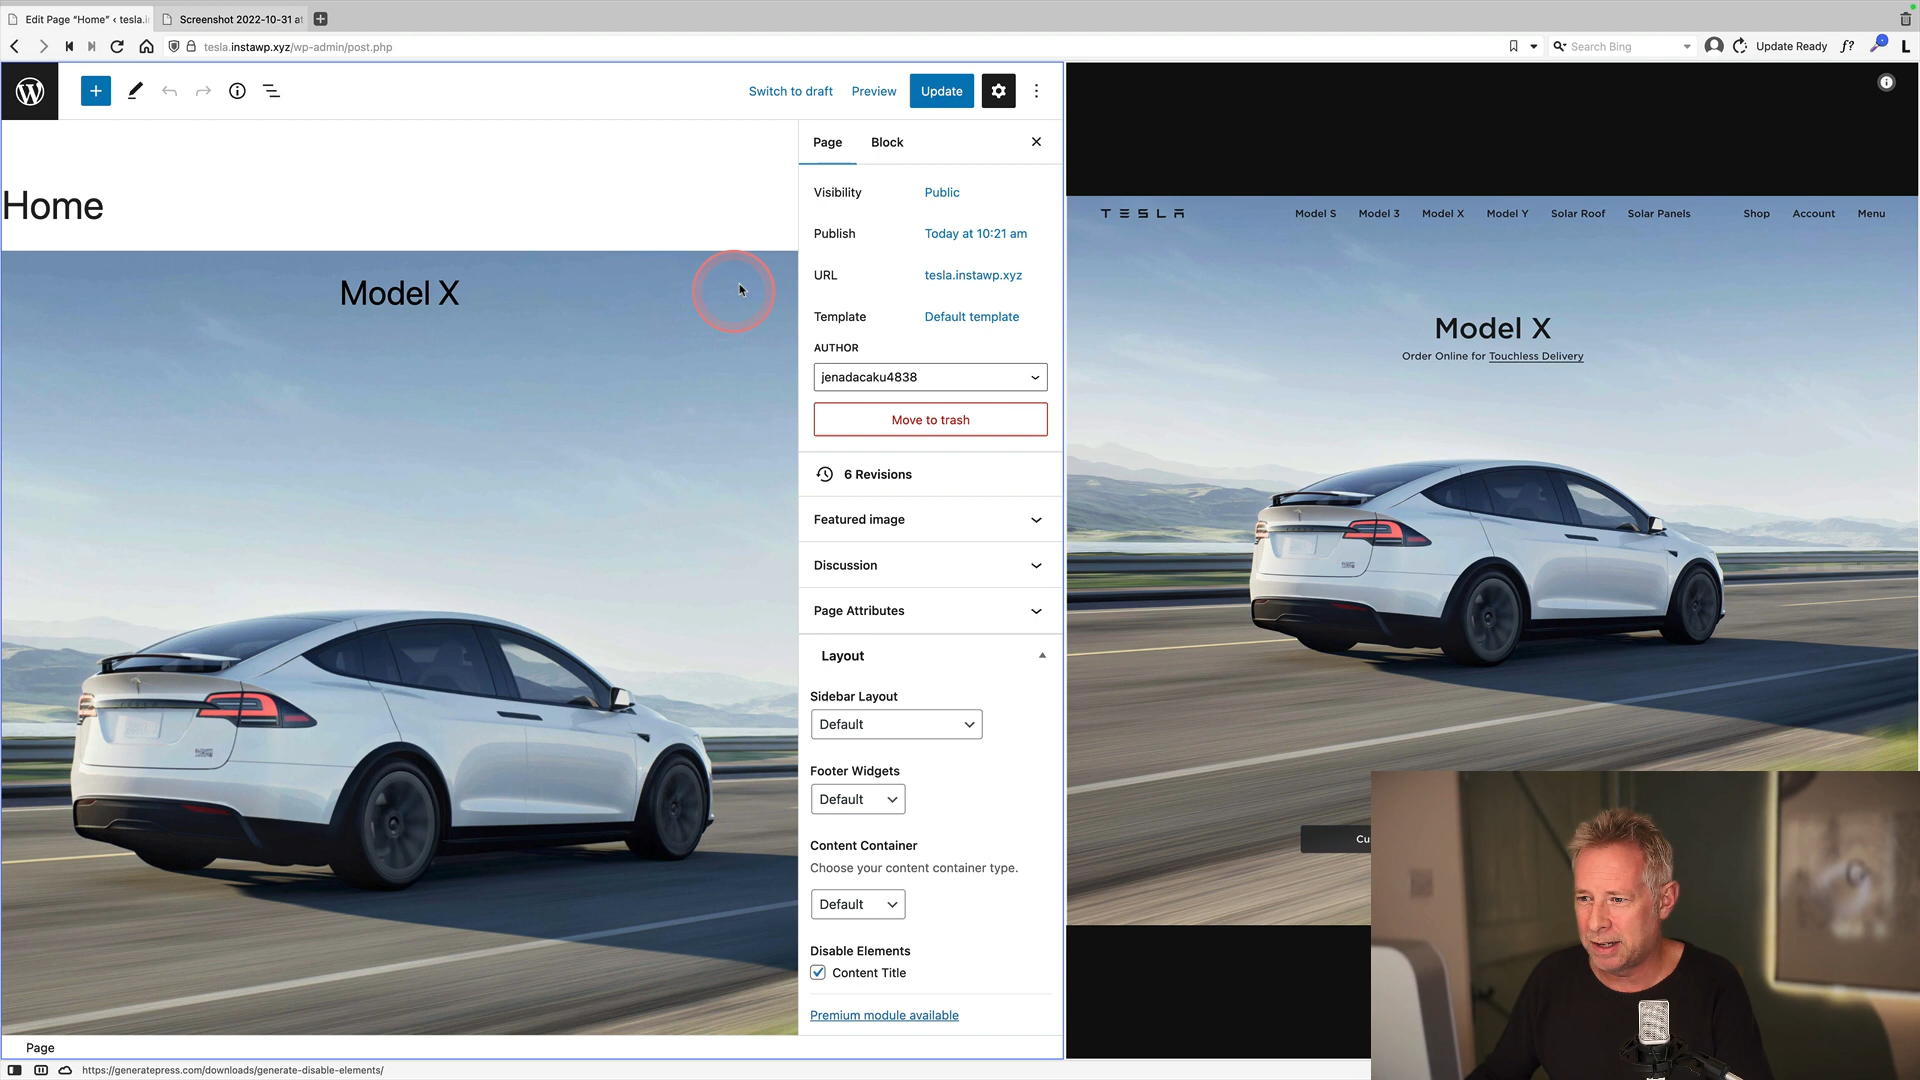 Edit Page “Home” ‹ tesla.i
Screenshot 2022-10-31 at
tesla.instawp.xyz/wp-admin/post.php
Search Bing
Update Ready
f?
L
Switch to draft
Preview
Update
Page
Block
Home
Model X
Visibility
Public
Publish
Today at 10:21 am
URL
tesla.instawp.xyz
Template
Default template
AUTHOR
jenadacaku4838
Move to trash
6 Revisions
Featured image
Discussion
Page Attributes
Layout
Sidebar Layout
Default
Footer Widgets
Default
Content Container
Choose your content container type.
Default
Disable Elements
Content Title
Premium module available
Page
https://generatepress.com/downloads/generate-disable-elements/
TESLA
Model S
Model 3
Model X
Model Y
Solar Roof
Solar Panels
Shop
Account
Menu
Model X
Order Online for Touchless Delivery
Cu